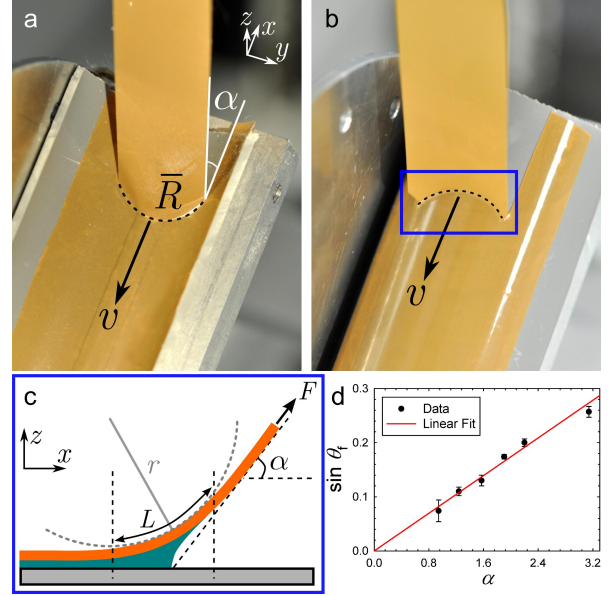 a
z
x
y
α
R̅
v
b
v
c
F
z
x
r
L
α
d
0.3
0.2
0.1
0.0
sin θf
Data
Linear Fit
0.0
0.8
1.6
2.4
3.2
α